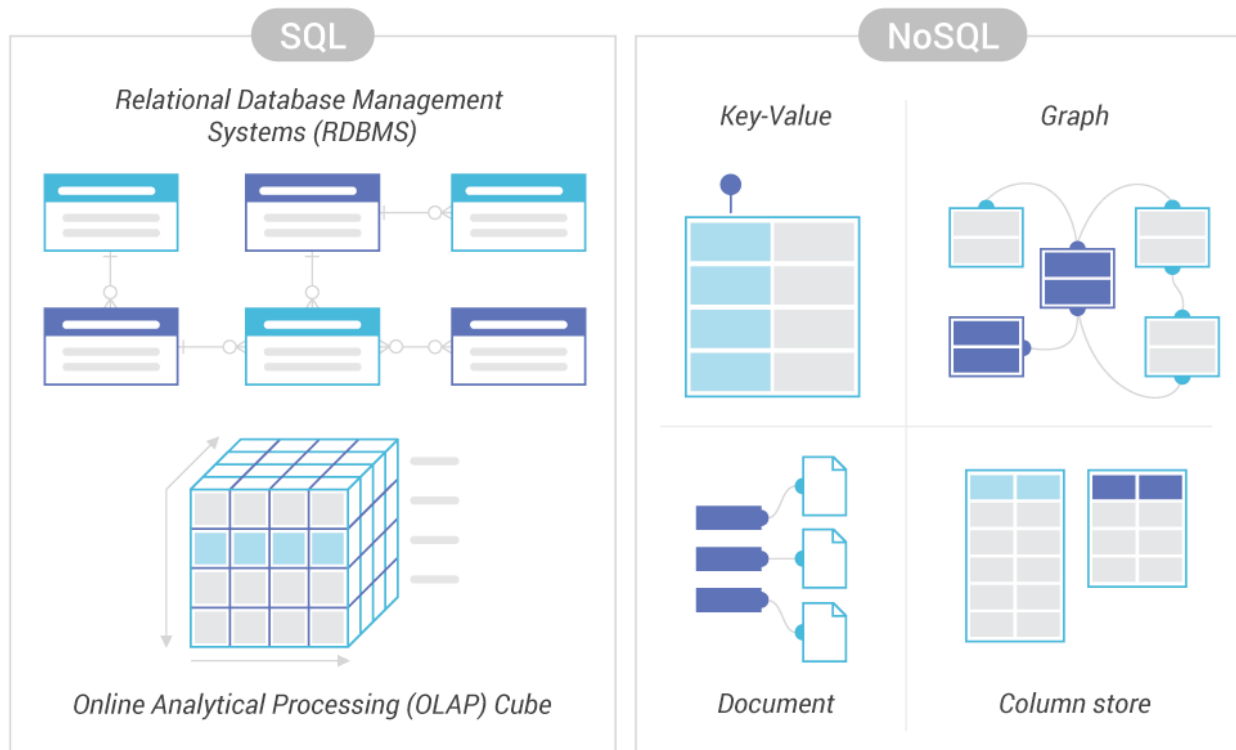 SQL
Relational Database Management
Systems (RDBMS)
Online Analytical Processing (OLAP) Cube
NoSQL
Key-Value
Graph
Document
Column store